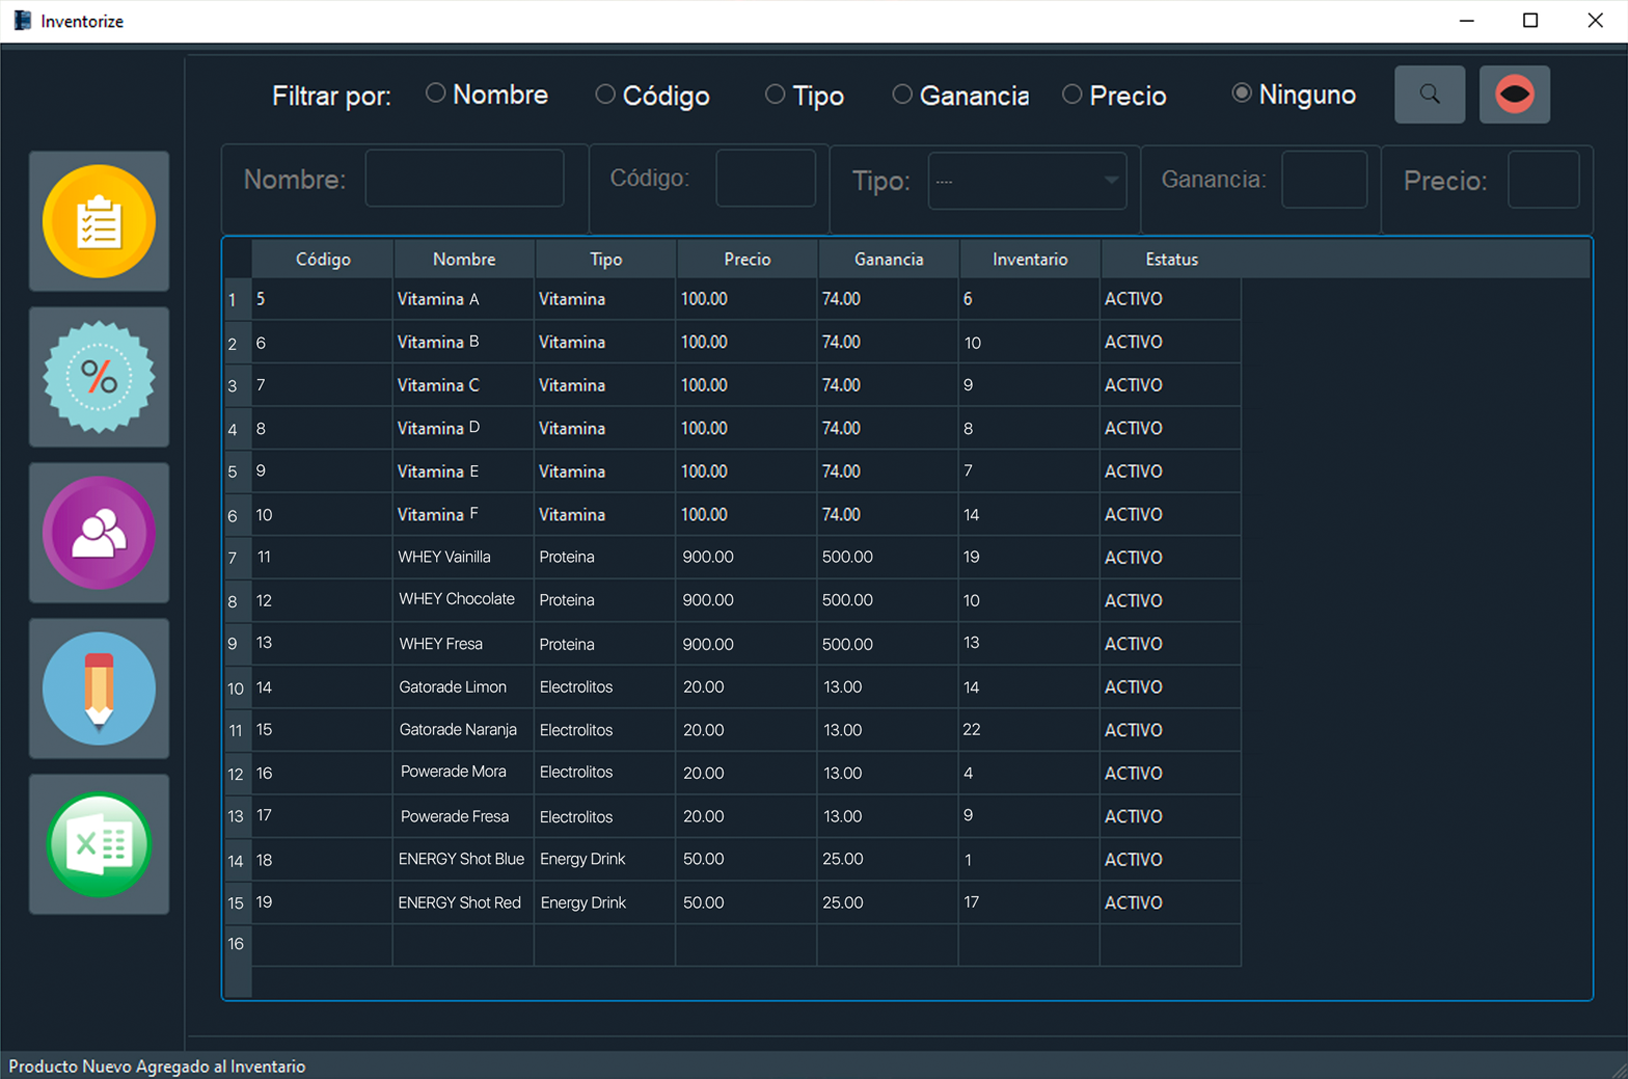 Inventorize
Filtrar por: Nombre Código Tipo Ganancia Precio Ninguno
Nombre: Código: Tipo: ---- Ganancia: Precio:
Código Nombre Tipo Precio Ganancia Inventario Estatus
1 5 Vitamina A Vitamina 100.00 74.00 6 ACTIVO
2 6 Vitamina B Vitamina 100.00 74.00 10 ACTIVO
3 7 Vitamina C Vitamina 100.00 74.00 9 ACTIVO
4 8 Vitamina D Vitamina 100.00 74.00 8 ACTIVO
5 9 Vitamina E Vitamina 100.00 74.00 7 ACTIVO
6 10 Vitamina F Vitamina 100.00 74.00 14 ACTIVO
7 11 WHEY Vainilla Proteina 900.00 500.00 19 ACTIVO
8 12 WHEY Chocolate Proteina 900.00 500.00 10 ACTIVO
9 13 WHEY Fresa Proteina 900.00 500.00 13 ACTIVO
10 14 Gatorade Limon Electrolitos 20.00 13.00 14 ACTIVO
11 15 Gatorade Naranja Electrolitos 20.00 13.00 22 ACTIVO
12 16 Powerade Mora Electrolitos 20.00 13.00 4 ACTIVO
13 17 Powerade Fresa Electrolitos 20.00 13.00 9 ACTIVO
14 18 ENERGY Shot Blue Energy Drink 50.00 25.00 1 ACTIVO
15 19 ENERGY Shot Red Energy Drink 50.00 25.00 17 ACTIVO
16
%
X
Producto Nuevo Agregado al Inventario